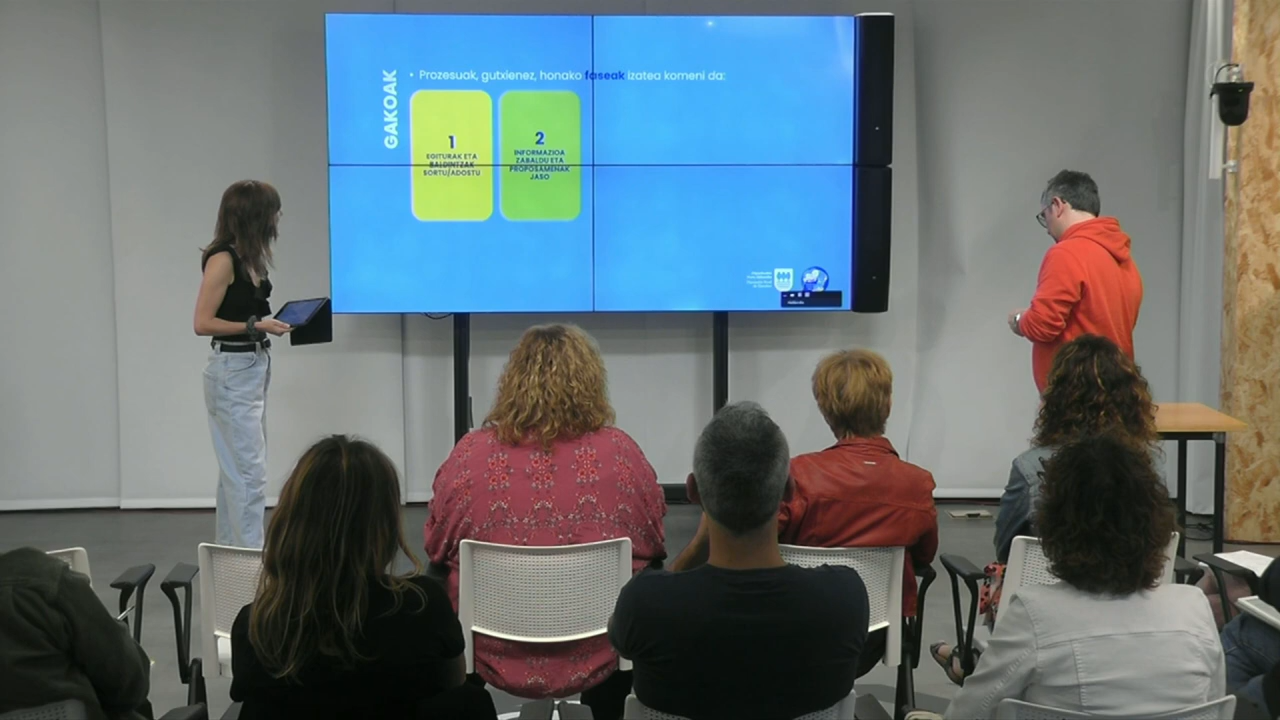 GAKOAK
• Prozesuak, gutxienez, honako faseak izatea komeni da:
1
EGITURAK ETA
BALDINTZAK
SORTU/ADOSTU
2
INFORMAZIOA
ZABALDU ETA
PROPOSAMENAK
JASO